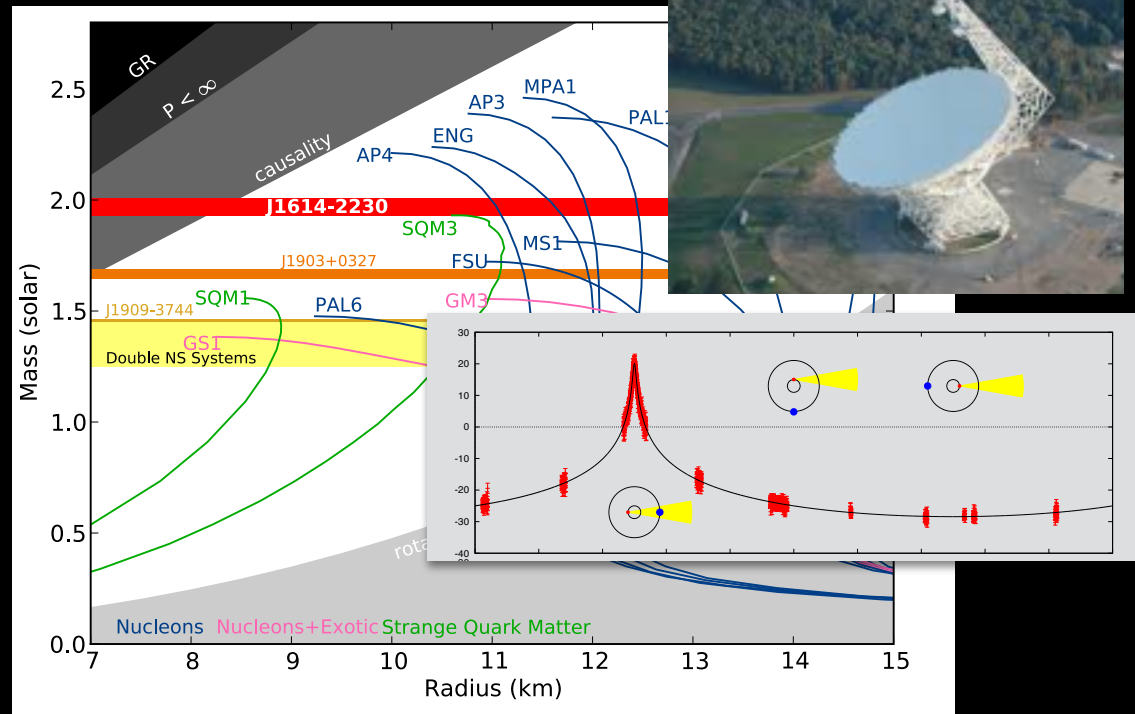 GR
P < ∞
causality
MPA1
AP3
PAL1
ENG
AP4
J1614-2230
SQM3
MS1
J1903+0327
FSU
SQM1
GM3
PAL6
J1909-3744
GS1
Double NS Systems
Nucleons Nucleons+Exotic Strange Quark Matter
Mass (solar)
2.5
2.0
1.5
1.0
0.5
0.0
7 8 9 10 11 12 13 14 15
Radius (km)
30
20
10
0
-10
-20
-30
-40